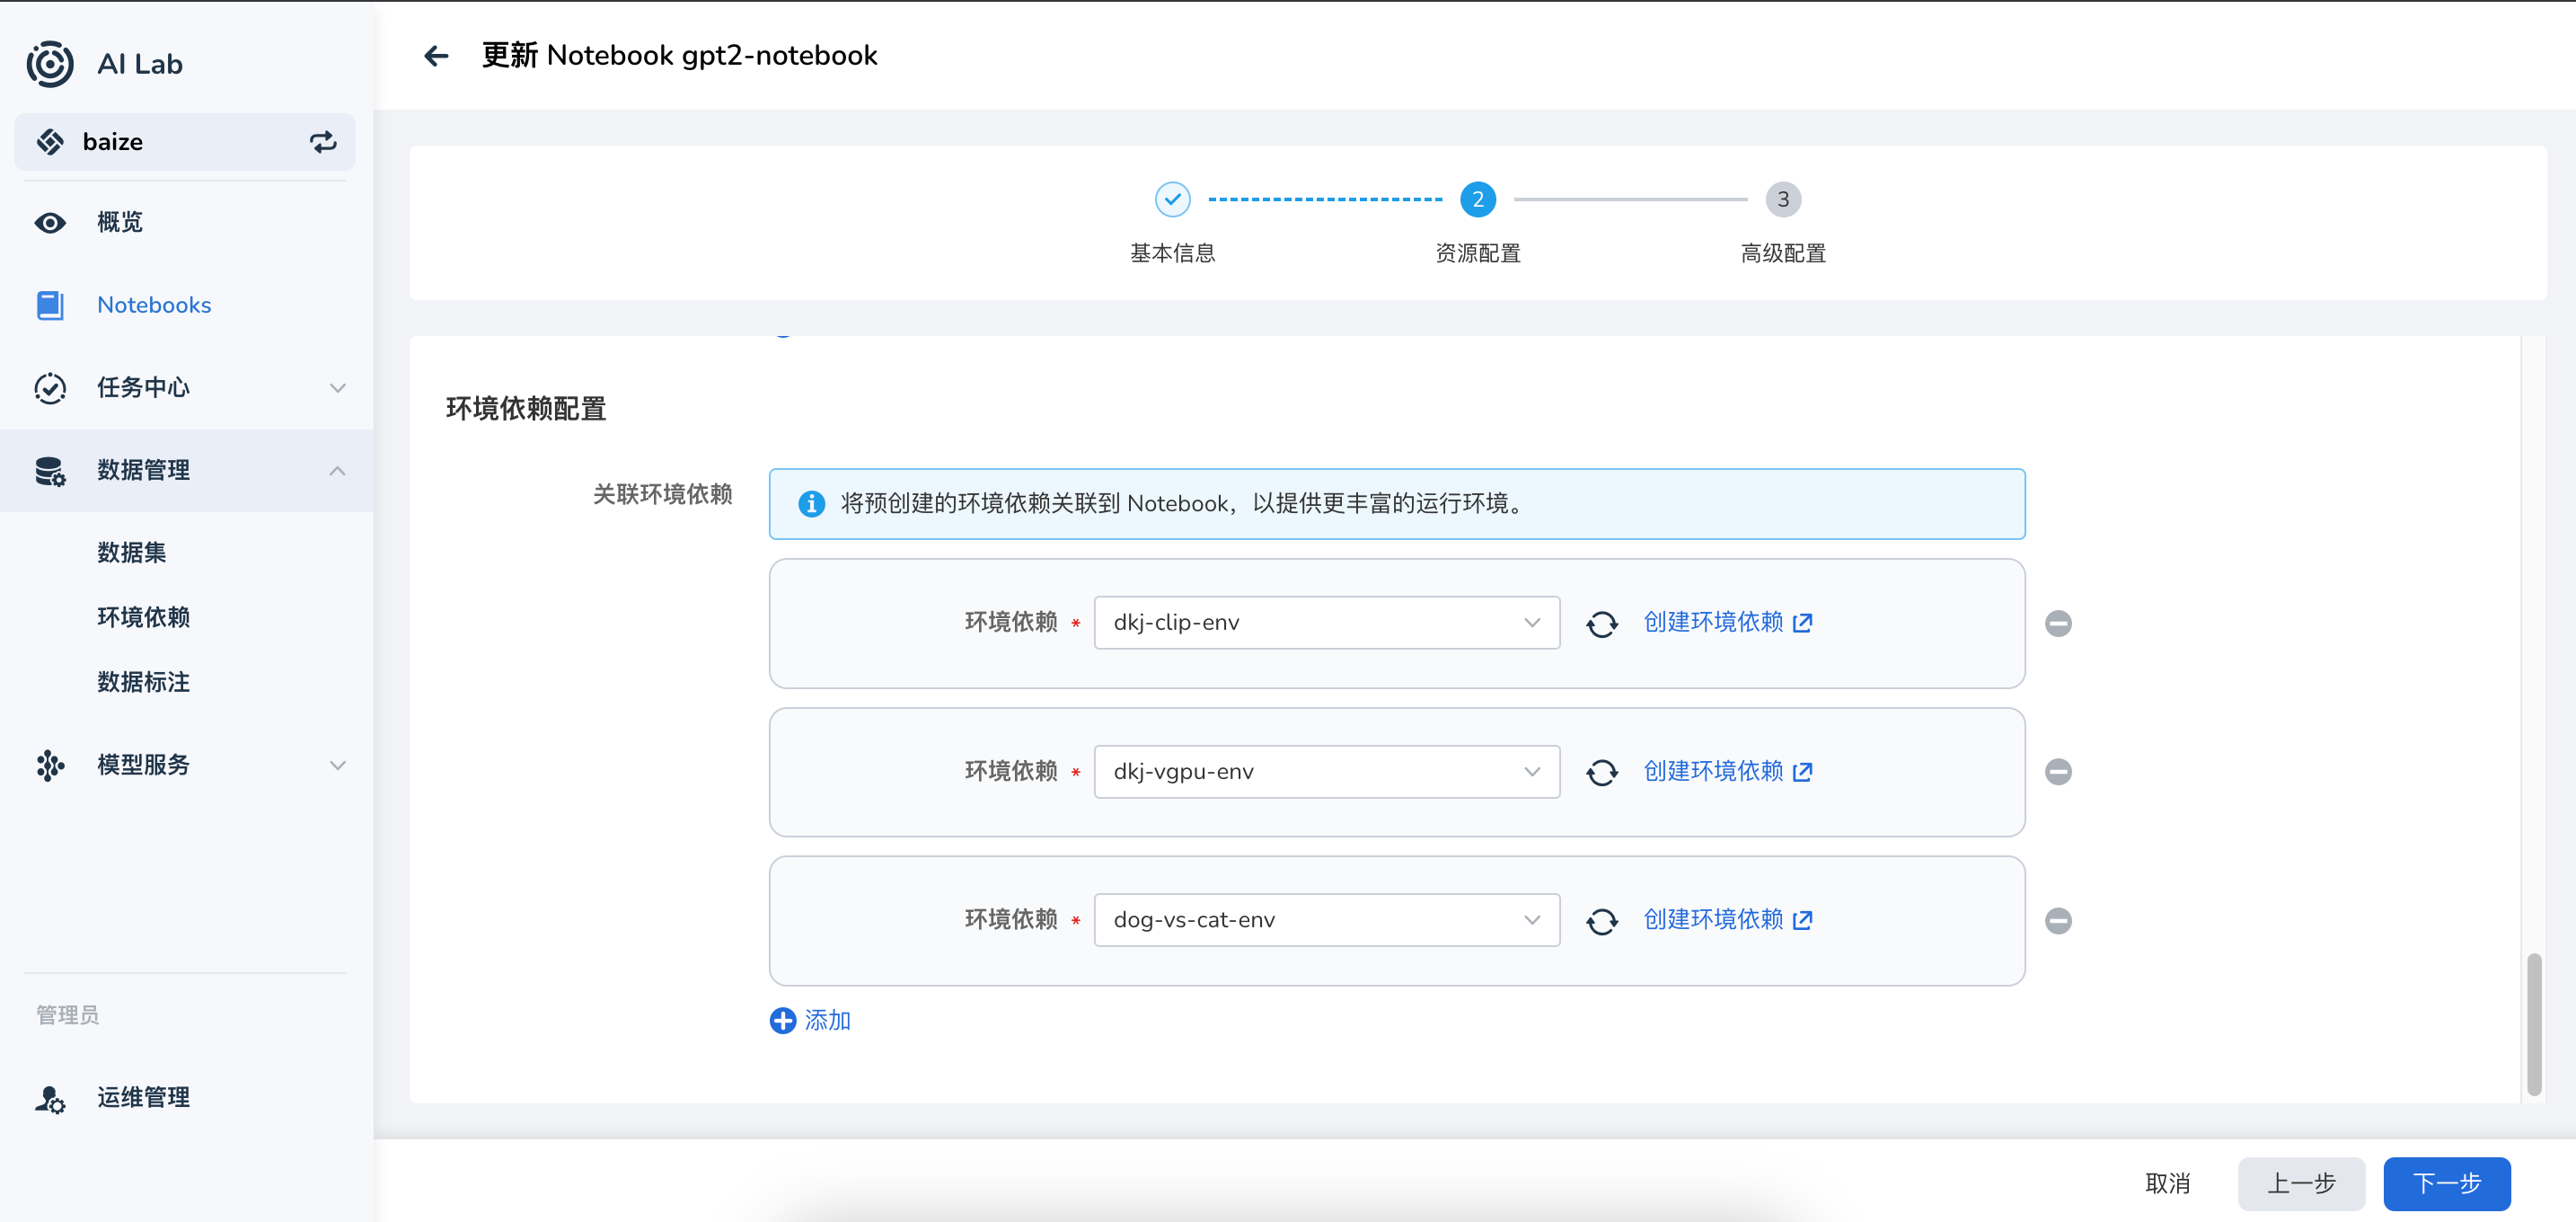 AI Lab
baize
概览
Notebooks
任务中心
数据管理
数据集
环境依赖
数据标注
模型服务
管理员
运维管理
更新 Notebook gpt2-notebook
2
3
基本信息
资源配置
高级配置
环境依赖配置
关联环境依赖
将预创建的环境依赖关联到 Notebook，以提供更丰富的运行环境。
环境依赖 * dkj-clip-env 创建环境依赖
环境依赖 * dkj-vgpu-env 创建环境依赖
环境依赖 * dog-vs-cat-env 创建环境依赖
添加
取消 上一步 下一步